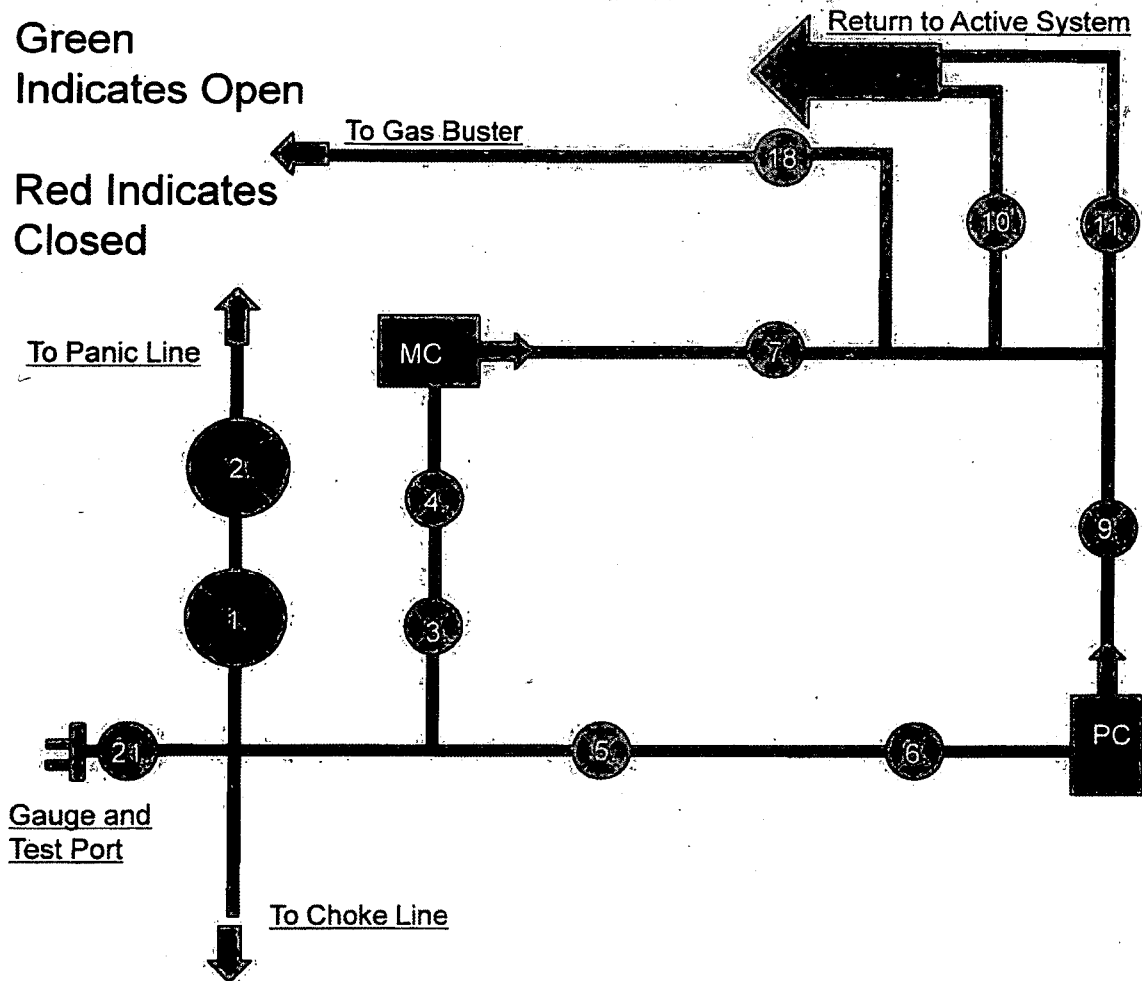 Return to Active System
Green
Indicates Open
To Gas Buster
18
Red Indicates
Closed
10
11
To Panic Line
MC
7
2
4
9
1
3
21
5
6
PC
Gauge and
Test Port
To Choke Line